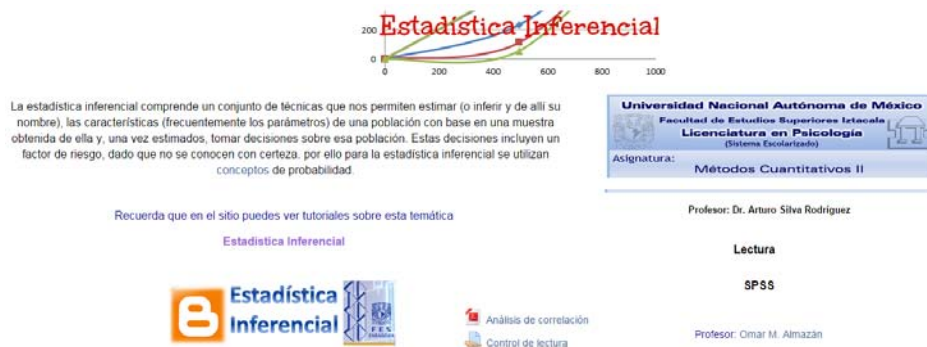 Estadística Inferencial
200
0
0
200
400
600
800
1000
La estadística inferencial comprende un conjunto de técnicas que nos permiten estimar (o inferir y de allí su
nombre), las características (frecuentemente los parámetros) de una población con base en una muestra
obtenida de ella y, una vez estimados, tomar decisiones sobre esa población. Estas decisiones incluyen un
factor de riesgo, dado que no se conocen con certeza. por ello para la estadística inferencial se utilizan
conceptos de probabilidad.
Recuerda que en el sitio puedes ver tutoriales sobre esta temática
Estadística Inferencial
Estadística
Inferencial
Análisis de correlación
Control de lectura
Universidad Nacional Autónoma de México
Facultad de Estudios Superiores Iztacala
Licenciatura en Psicología
(Sistema Escolarizado)
Asignatura:
Métodos Cuantitativos II
Profesor: Dr. Arturo Silva Rodríguez
Lectura
SPSS
Profesor: Omar M. Almazán